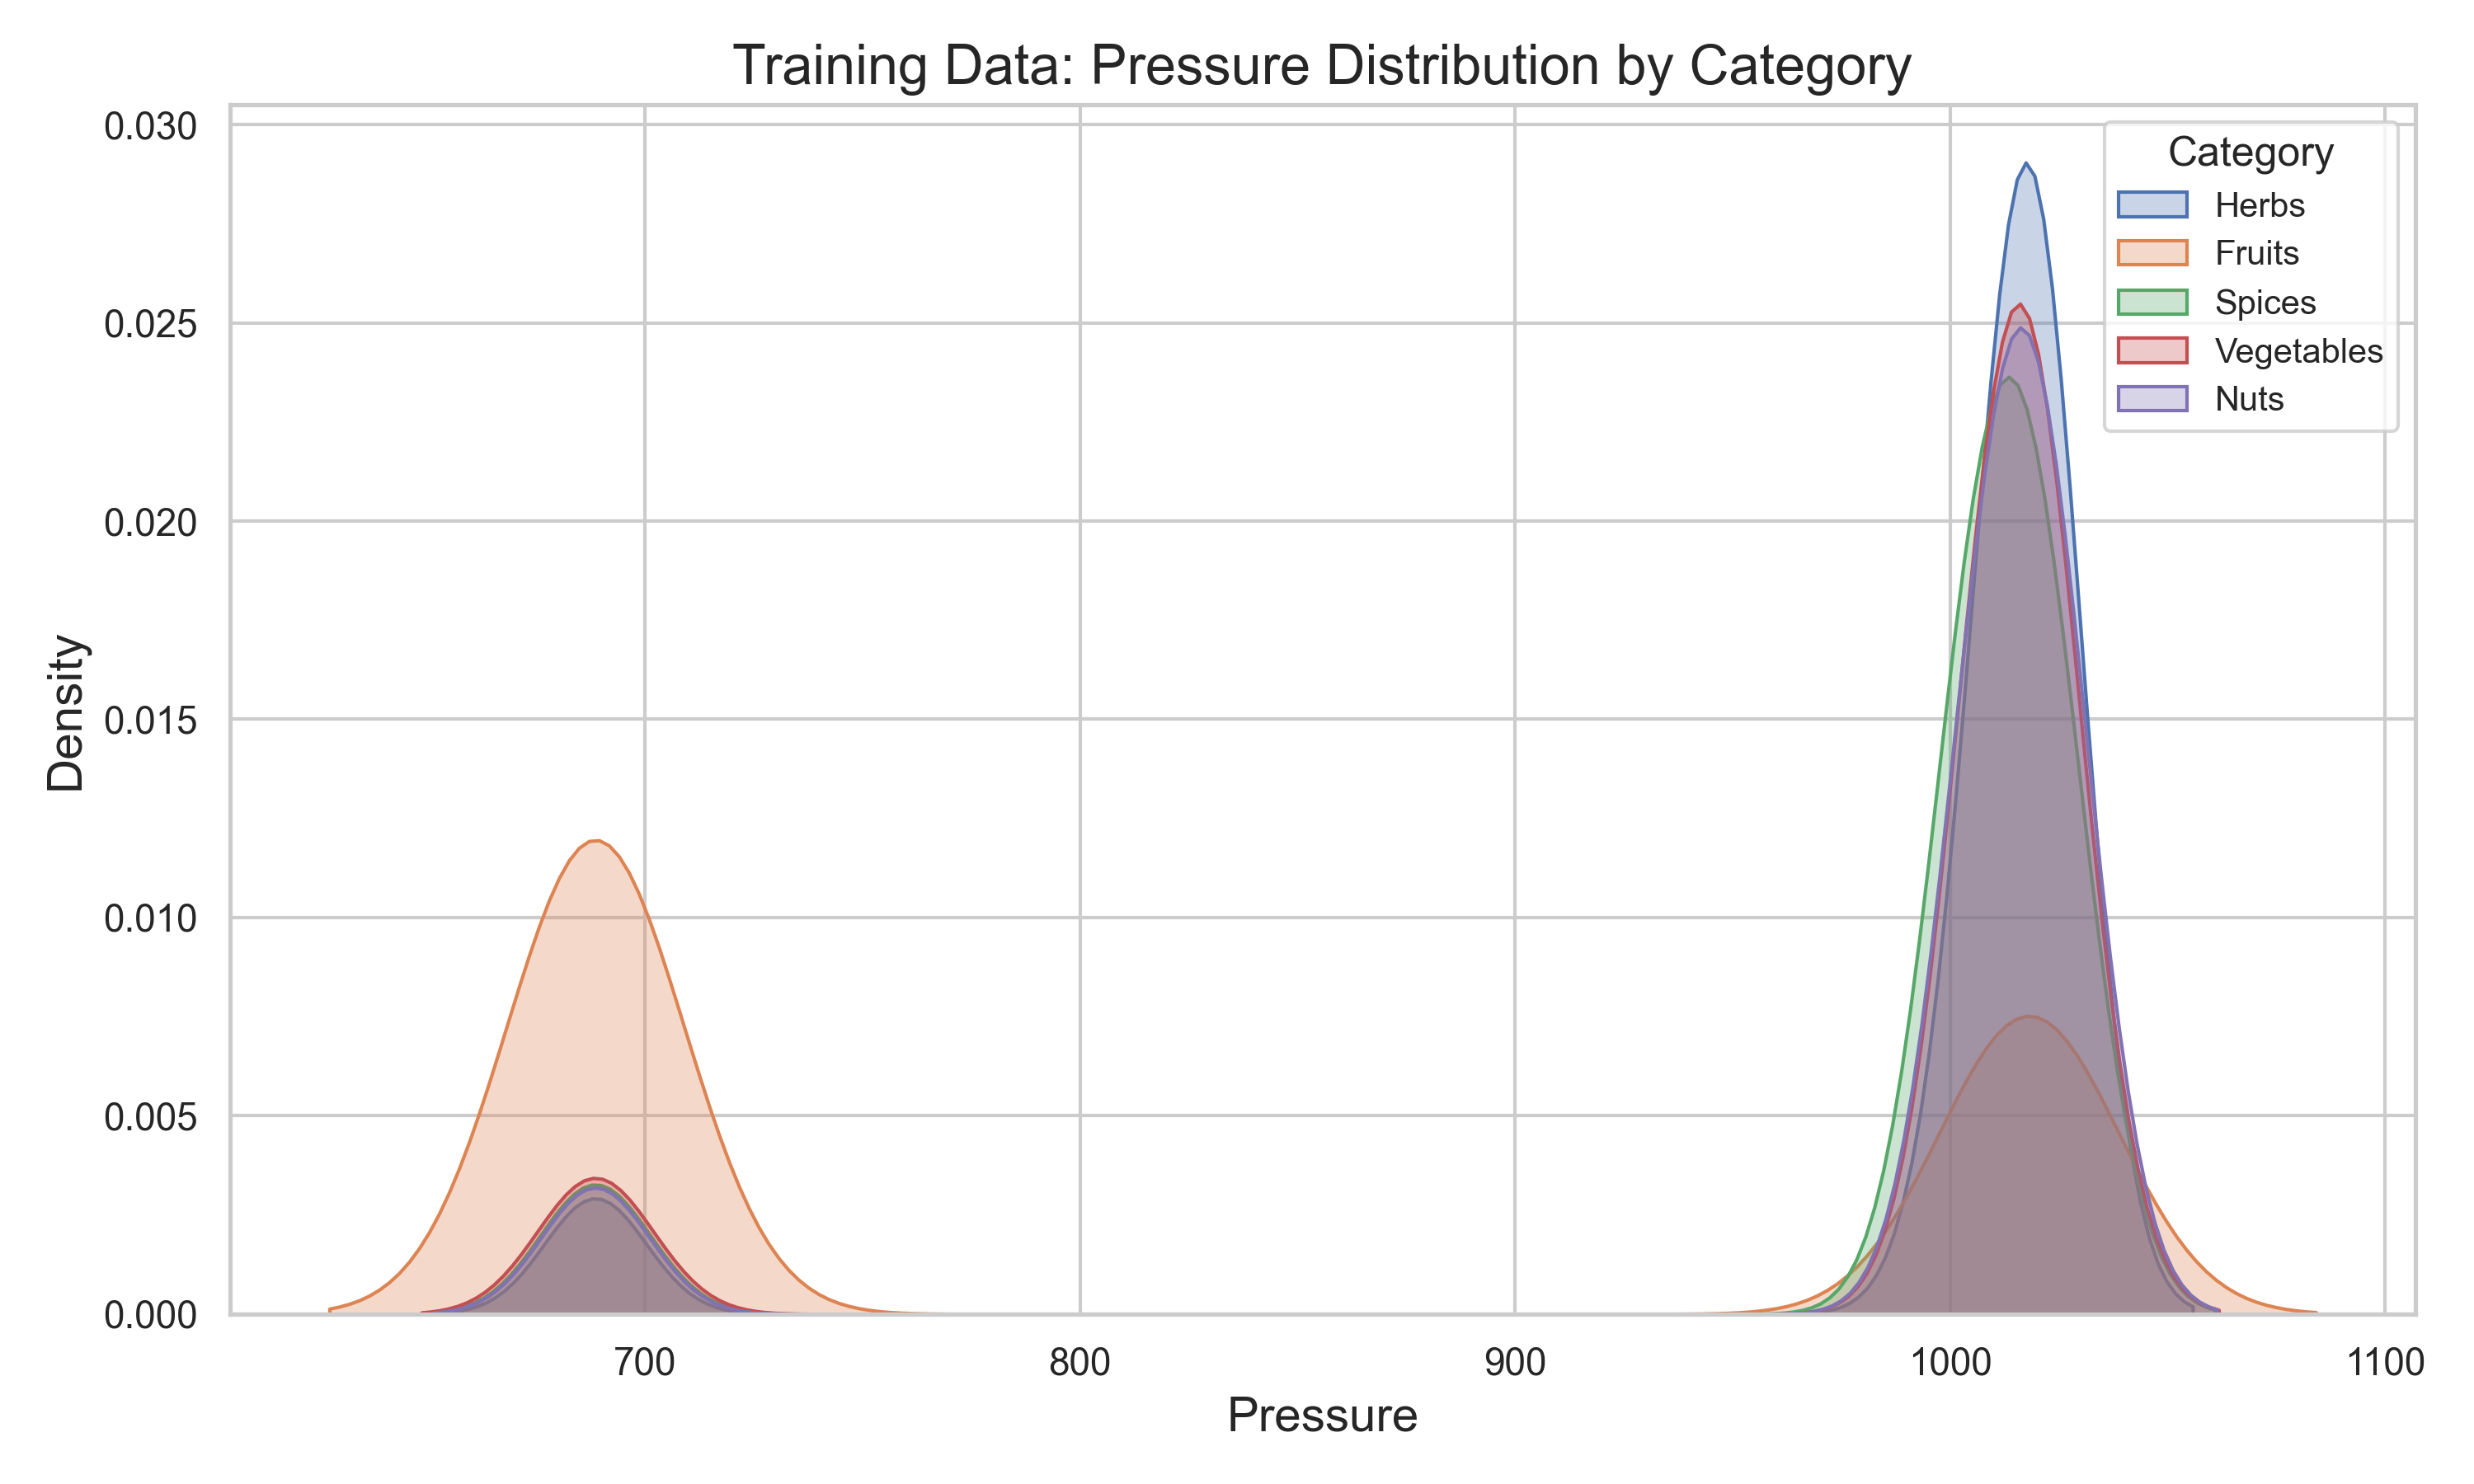 Training Data: Pressure Distribution by Category
0.030
0.025
0.020
0.015
0.010
0.005
0.000
Density
Category
Herbs
Fruits
Spices
Vegetables
Nuts
700 800 900 1000 1100
Pressure